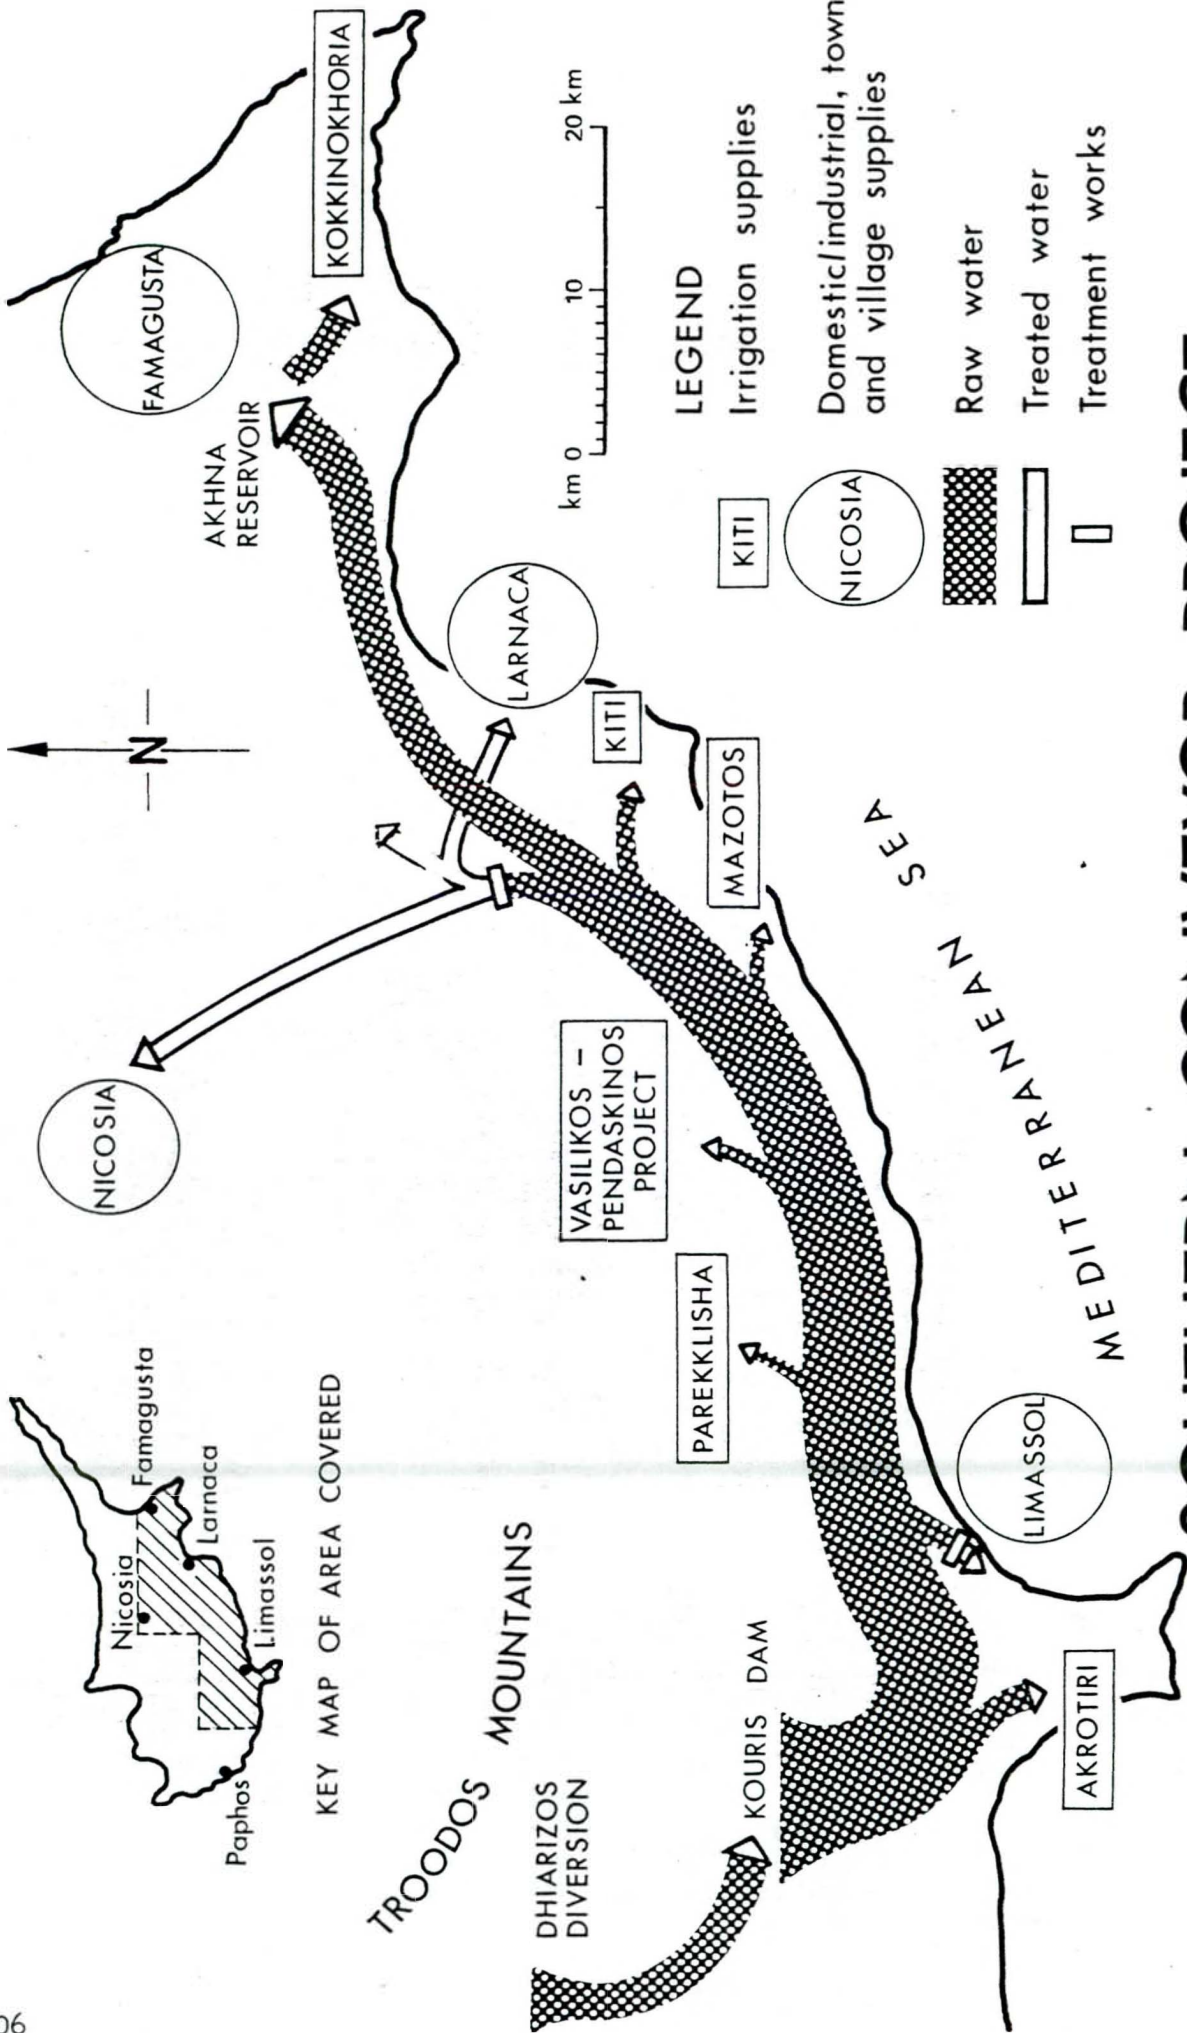 06
Nicosia
Famagusta
Larnaca
Limassol
Paphos
KEY MAP OF AREA COVERED
TROODOS
MOUNTAINS
DHIARIZOS
DIVERSION
KOURIS DAM
NICOSIA
FAMAGUSTA
AKHNA
RESERVOIR
KOKKINOKHORIA
N
LARNACA
KITI
MAZOTOS
VASILIKOS –
PENDASKINOS
PROJECT
PAREKKLISHA
LIMASSOL
AKROTIRI
MEDITERRANEAN SEA
km 0 10 20 km
LEGEND
KITI Irrigation supplies
NICOSIA Domestic/industrial, town
and village supplies
Raw water
Treated water
Treatment works